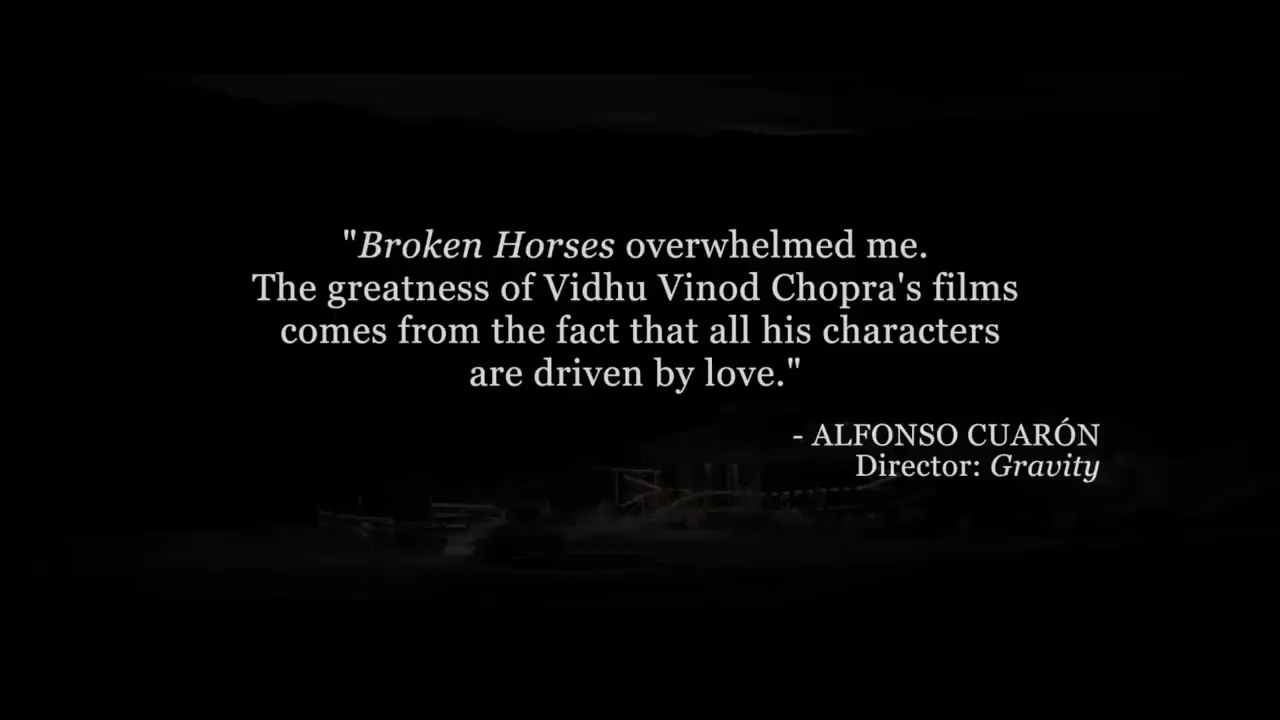 "Broken Horses overwhelmed me.
The greatness of Vidhu Vinod Chopra's films
comes from the fact that all his characters
are driven by love."
- ALFONSO CUARÓN
Director: Gravity